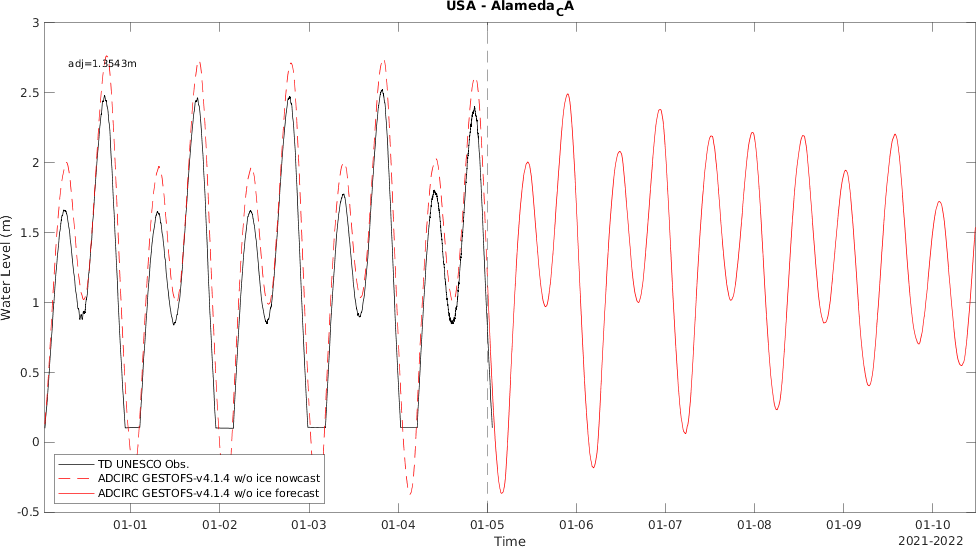 USA - Alameda_CA
adj=1.3543m
3
2.5
2
1.5
1
0.5
0
-0.5
Water Level (m)
TD UNESCO Obs.
ADCIRC GESTOFS-v4.1.4 w/o ice nowcast
ADCIRC GESTOFS-v4.1.4 w/o ice forecast
01-01 01-02 01-03 01-04 01-05 01-06 01-07 01-08 01-09 01-10
Time
2021-2022